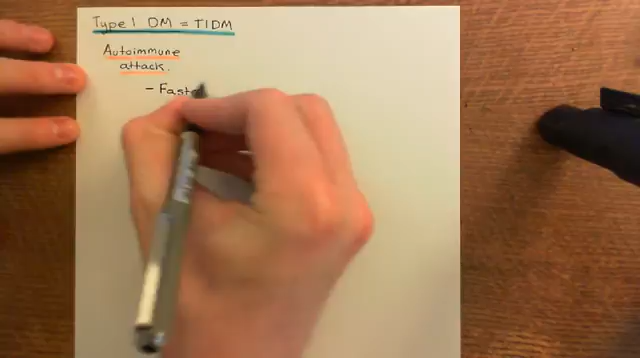 Type 1 DM = T1DM
Autoimmune
attack.
- Fast